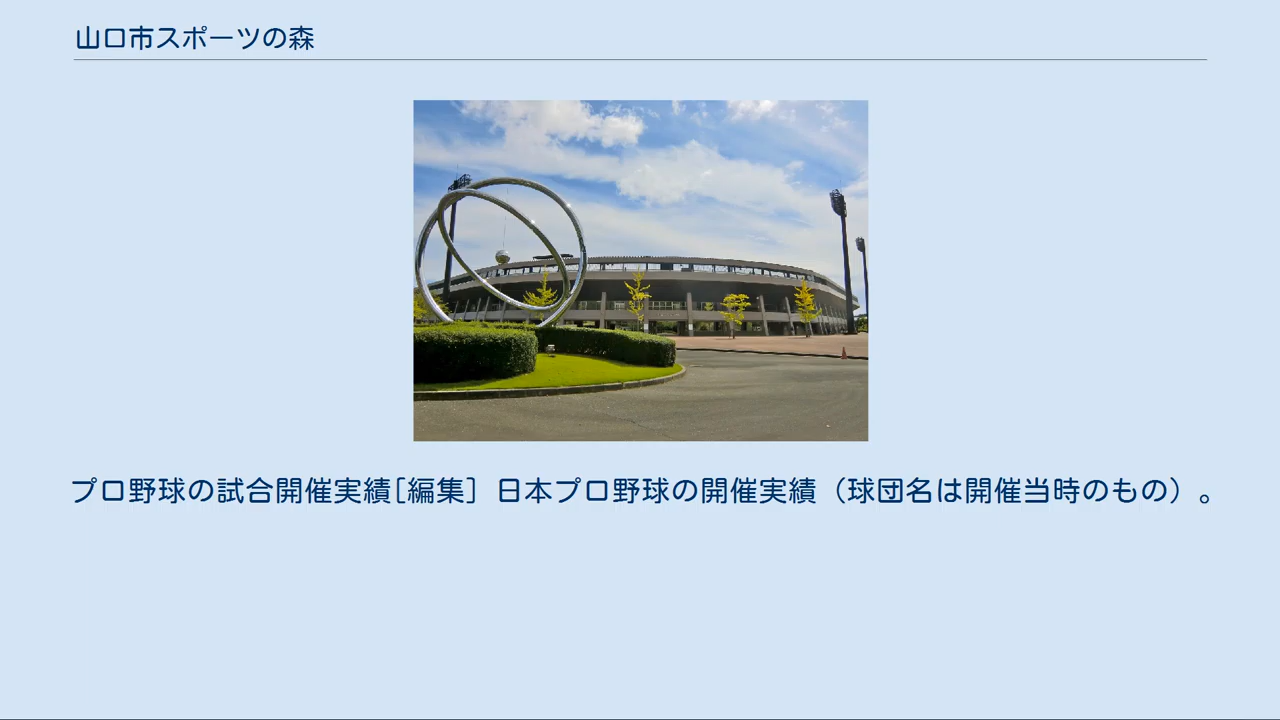 山口市スポーツの森
プロ野球の試合開催実績[編集] 日本プロ野球の開催実績（球団名は開催当時のもの）。